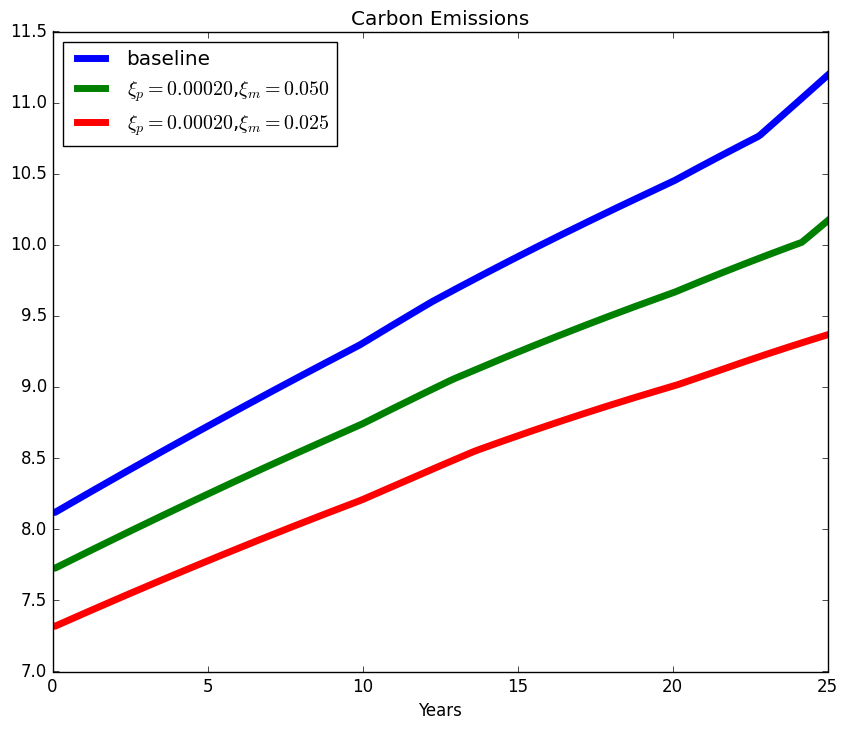 Carbon Emissions
11.5
11.0
10.5
10.0
9.5
9.0
8.5
8.0
7.5
7.0
baseline
ξp = 0.00020,ξm = 0.050
ξp = 0.00020,ξm = 0.025
0 5 10 15 20 25
Years